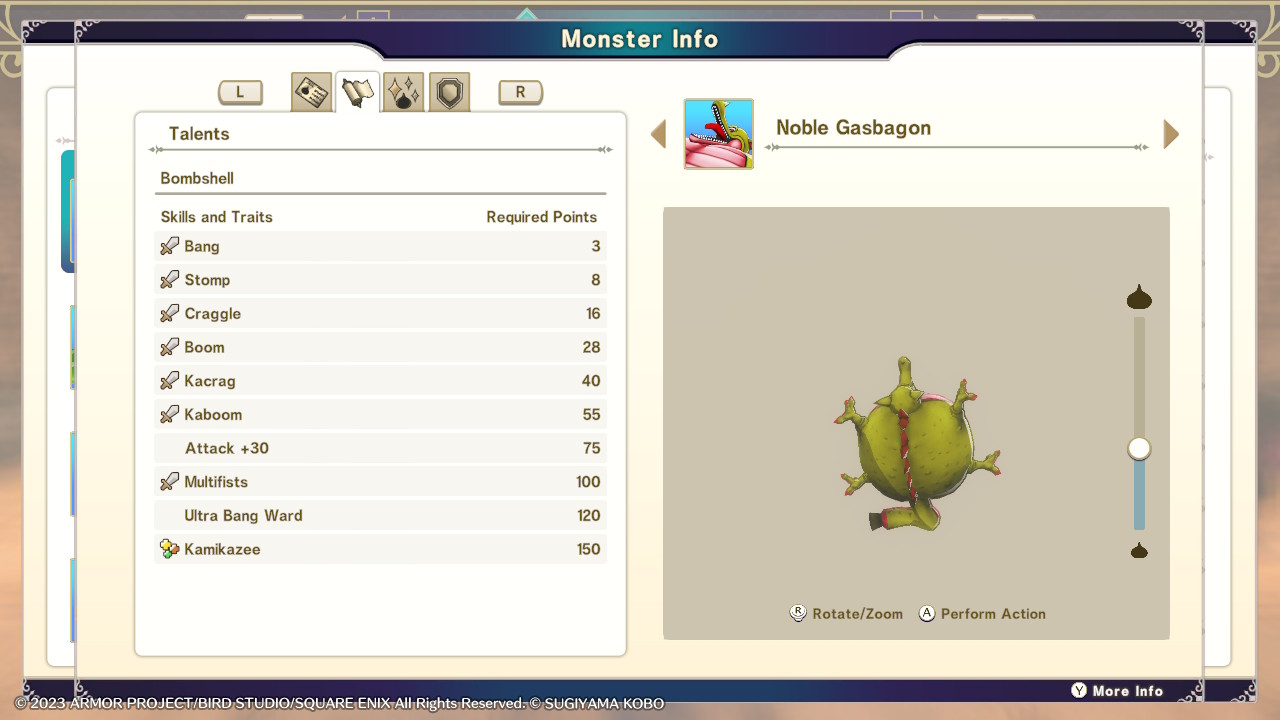 Monster Info
L
R
Talents
Bombshell
Skills and Traits Required Points
Bang 3
Stomp 8
Craggle 16
Boom 28
Kacrag 40
Kaboom 55
Attack +30 75
Multifists 100
Ultra Bang Ward 120
Kamikazee 150
Noble Gasbagon
R Rotate/Zoom A Perform Action
Y More Info
© 2023 ARMOR PROJECT/BIRD STUDIO/SQUARE ENIX All Rights Reserved. © SUGIYAMA KOBO